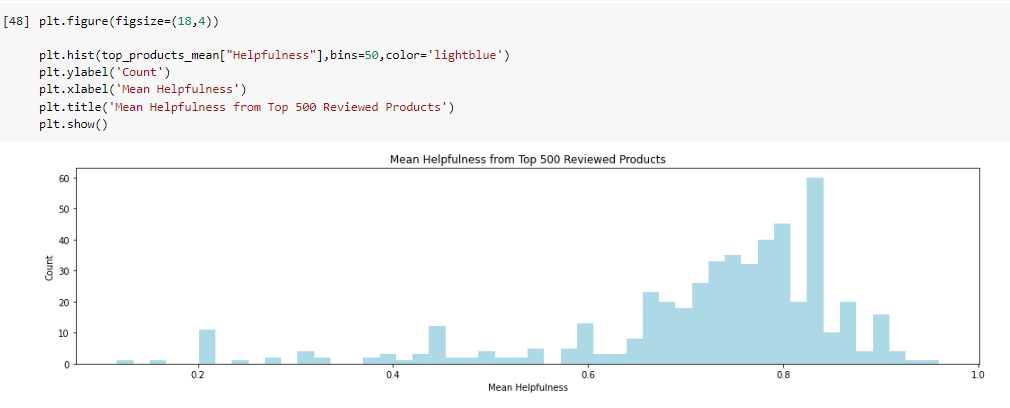 [48] plt.figure(figsize=(18,4))
plt.hist(top_products_mean["Helpfulness"],bins=50,color='lightblue')
plt.ylabel('Count')
plt.xlabel('Mean Helpfulness')
plt.title('Mean Helpfulness from Top 500 Reviewed Products')
plt.show()
Mean Helpfulness from Top 500 Reviewed Products
60
50
40
30
20
10
0
Count
0.2 0.4 0.6 0.8 1.0
Mean Helpfulness